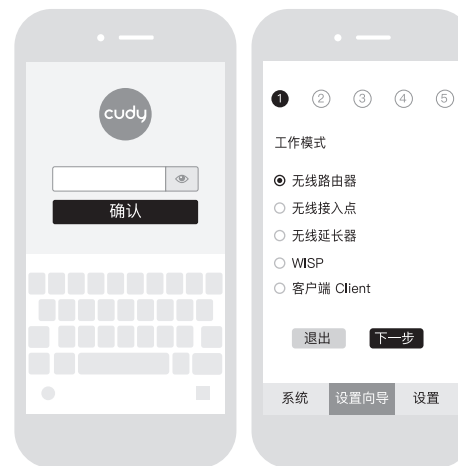 cudy
确认
1 2 3 4 5
工作模式
无线路由器
无线接入点
无线延长器
WISP
客户端 Client
退出 下一步
系统 设置向导 设置